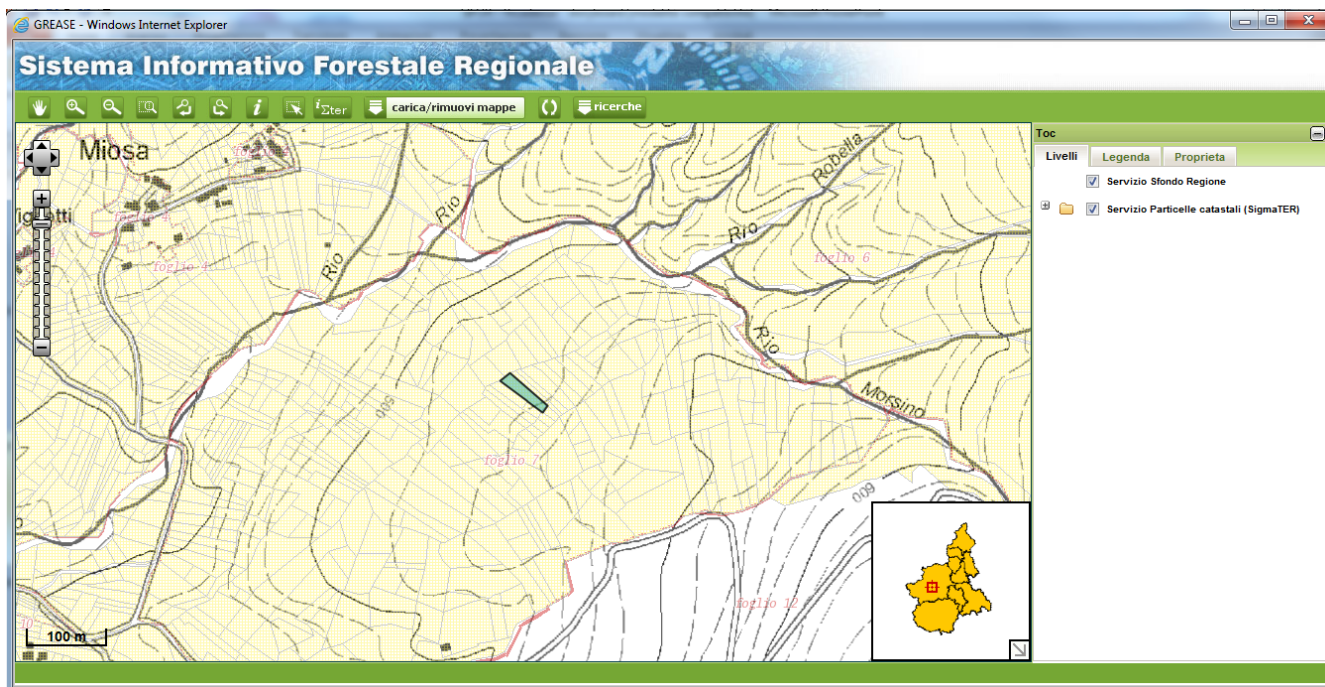 GREASE - Windows Internet Explorer
Sistema Informativo Forestale Regionale
i
iΣter
carica/rimuovi mappe
ricerche
Toc
Livelli
Legenda
Proprieta
Servizio Sfondo Regione
Servizio Particelle catastali (SigmaTER)
Miosa
foglio 4
foglio 4
Rio
Rio
Robella
Rio
foglio 6
Rio
Morsino
500
foglio 7
600
foglio 12
100 m